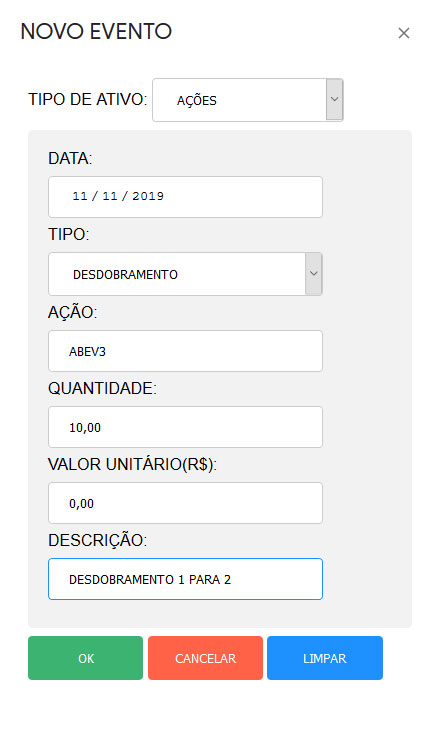 NOVO EVENTO ×
TIPO DE ATIVO: AÇÕES
DATA:
11 / 11 / 2019
TIPO:
DESDOBRAMENTO
AÇÃO:
ABEV3
QUANTIDADE:
10,00
VALOR UNITÁRIO(R$):
0,00
DESCRIÇÃO:
DESDOBRAMENTO 1 PARA 2
OK CANCELAR LIMPAR